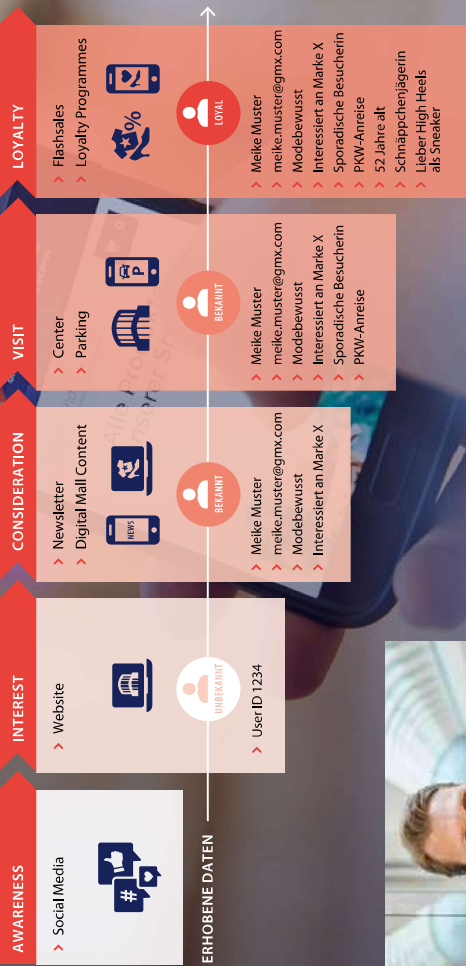 AWARENESS
> Social Media
ERHOBENE DATEN
INTEREST
> Website
UNBEKANNT
> User ID 1234
CONSIDERATION
> Newsletter
> Digital Mall Content
NEWS
BEKANNT
> Meike Muster
> meike.muster@gmx.com
> Modebewusst
> Interessiert an Marke X
VISIT
> Center
> Parking
P
BEKANNT
> Meike Muster
> meike.muster@gmx.com
> Modebewusst
> Interessiert an Marke X
> Sporadische Besucherin
> PKW-Anreise
LOYALTY
> Flashsales
> Loyalty Programmes
%
LOYAL
> Meike Muster
> meike.muster@gmx.com
> Modebewusst
> Interessiert an Marke X
> Sporadische Besucherin
> PKW-Anreise
> 52 Jahre alt
> Schnäppchenjägerin
> Lieber High Heels
als Sneaker